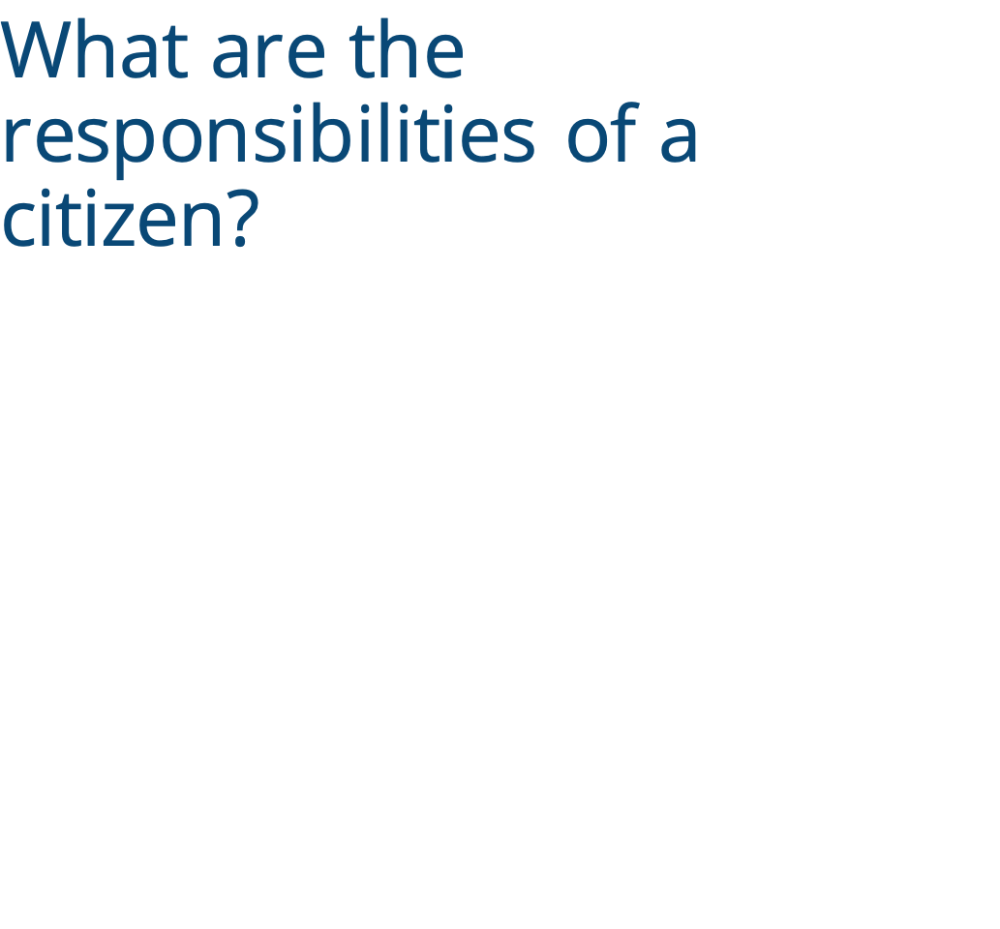 What are the
responsibilities of a
citizen?